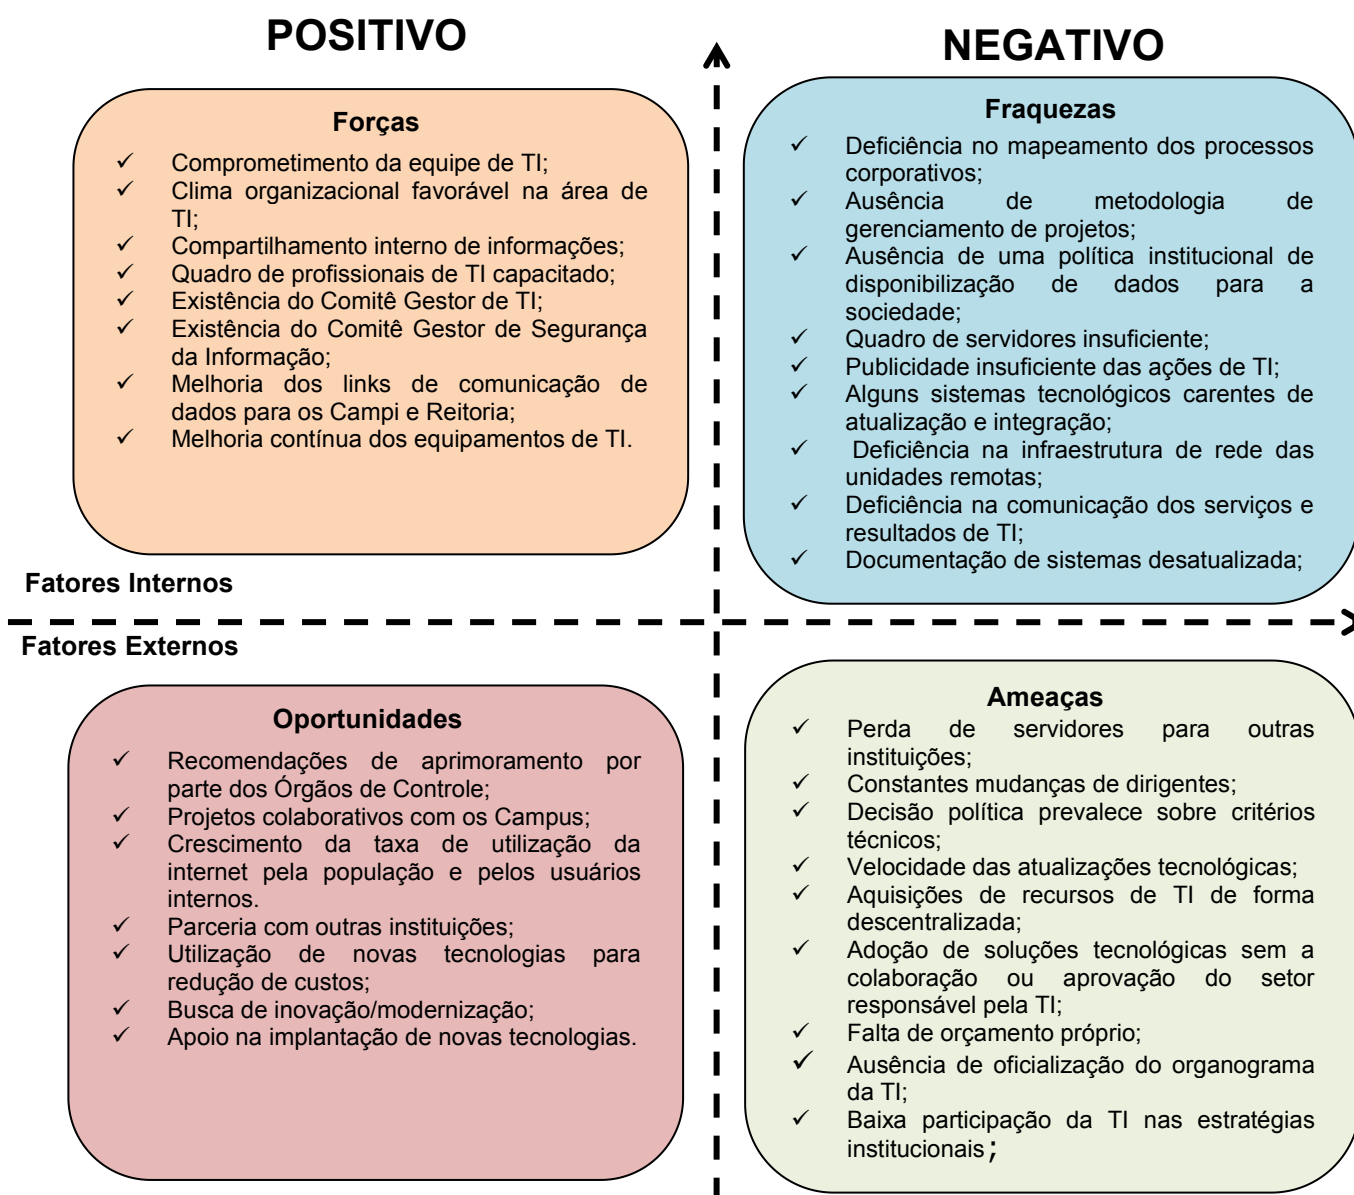 POSITIVO
NEGATIVO
Forças
✓ Comprometimento da equipe de TI;
✓ Clima organizacional favorável na área de
TI;
✓ Compartilhamento interno de informações;
✓ Quadro de profissionais de TI capacitado;
✓ Existência do Comitê Gestor de TI;
✓ Existência do Comitê Gestor de Segurança
da Informação;
✓ Melhoria dos links de comunicação de
dados para os Campi e Reitoria;
✓ Melhoria contínua dos equipamentos de TI.
Fraquezas
✓ Deficiência no mapeamento dos processos
corporativos;
✓ Ausência de metodologia de
gerenciamento de projetos;
✓ Ausência de uma política institucional de
disponibilização de dados para a
sociedade;
✓ Quadro de servidores insuficiente;
✓ Publicidade insuficiente das ações de TI;
✓ Alguns sistemas tecnológicos carentes de
atualização e integração;
✓ Deficiência na infraestrutura de rede das
unidades remotas;
✓ Deficiência na comunicação dos serviços e
resultados de TI;
✓ Documentação de sistemas desatualizada;
Fatores Internos
Fatores Externos
Oportunidades
✓ Recomendações de aprimoramento por
parte dos Órgãos de Controle;
✓ Projetos colaborativos com os Campus;
✓ Crescimento da taxa de utilização da
internet pela população e pelos usuários
internos.
✓ Parceria com outras instituições;
✓ Utilização de novas tecnologias para
redução de custos;
✓ Busca de inovação/modernização;
✓ Apoio na implantação de novas tecnologias.
Ameaças
✓ Perda de servidores para outras
instituições;
✓ Constantes mudanças de dirigentes;
✓ Decisão política prevalece sobre critérios
técnicos;
✓ Velocidade das atualizações tecnológicas;
✓ Aquisições de recursos de TI de forma
descentralizada;
✓ Adoção de soluções tecnológicas sem a
colaboração ou aprovação do setor
responsável pela TI;
✓ Falta de orçamento próprio;
✓ Ausência de oficialização do organograma
da TI;
✓ Baixa participação da TI nas estratégias
institucionais;